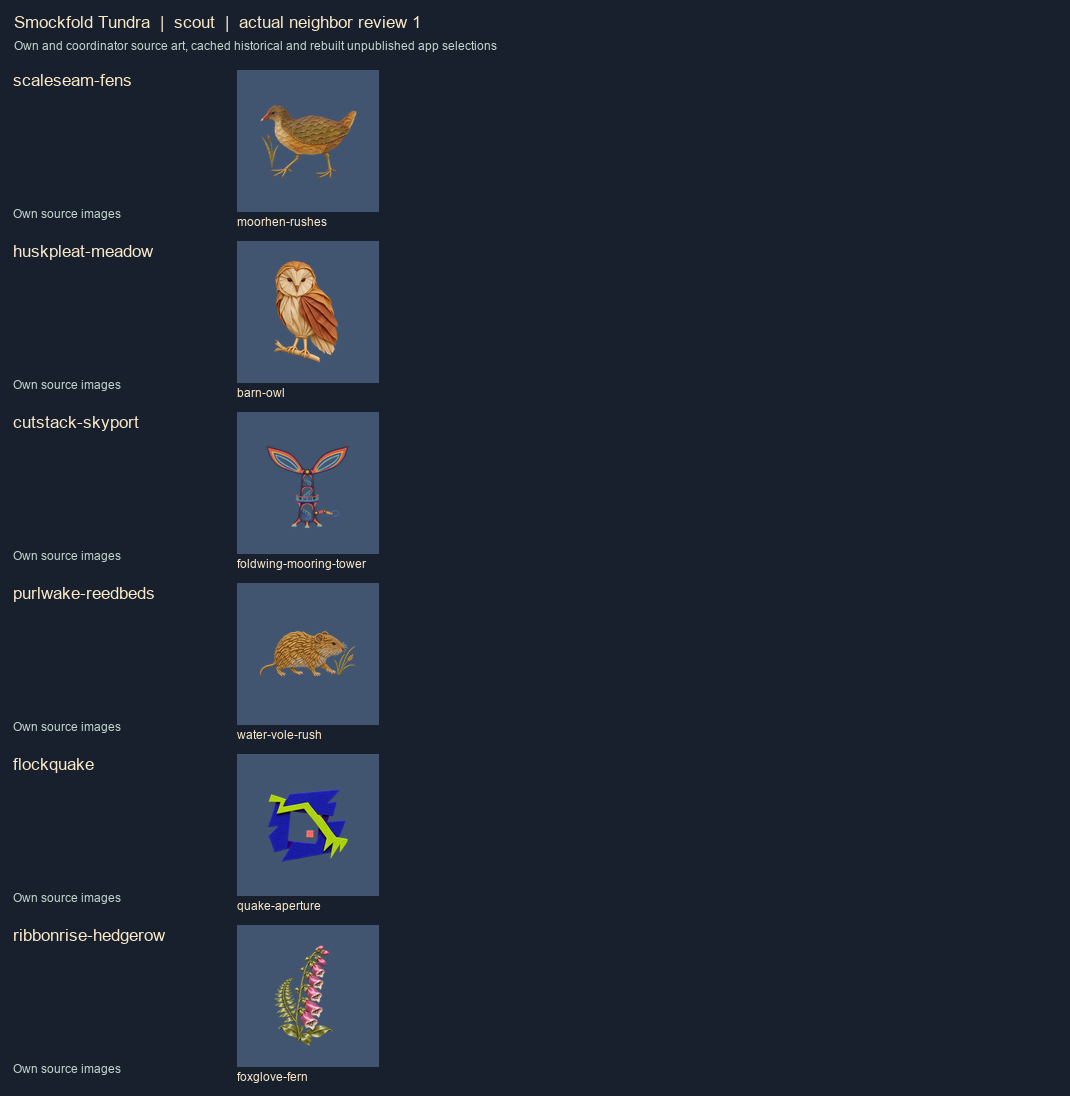 Smockfold Tundra | scout | actual neighbor review 1
Own and coordinator source art, cached historical and rebuilt unpublished app selections
scaleseam-fens
Own source images
moorhen-rushes
huskpleat-meadow
Own source images
barn-owl
cutstack-skyport
Own source images
foldwing-mooring-tower
purlwake-reedbeds
Own source images
water-vole-rush
flockquake
Own source images
quake-aperture
ribbonrise-hedgerow
Own source images
foxglove-fern